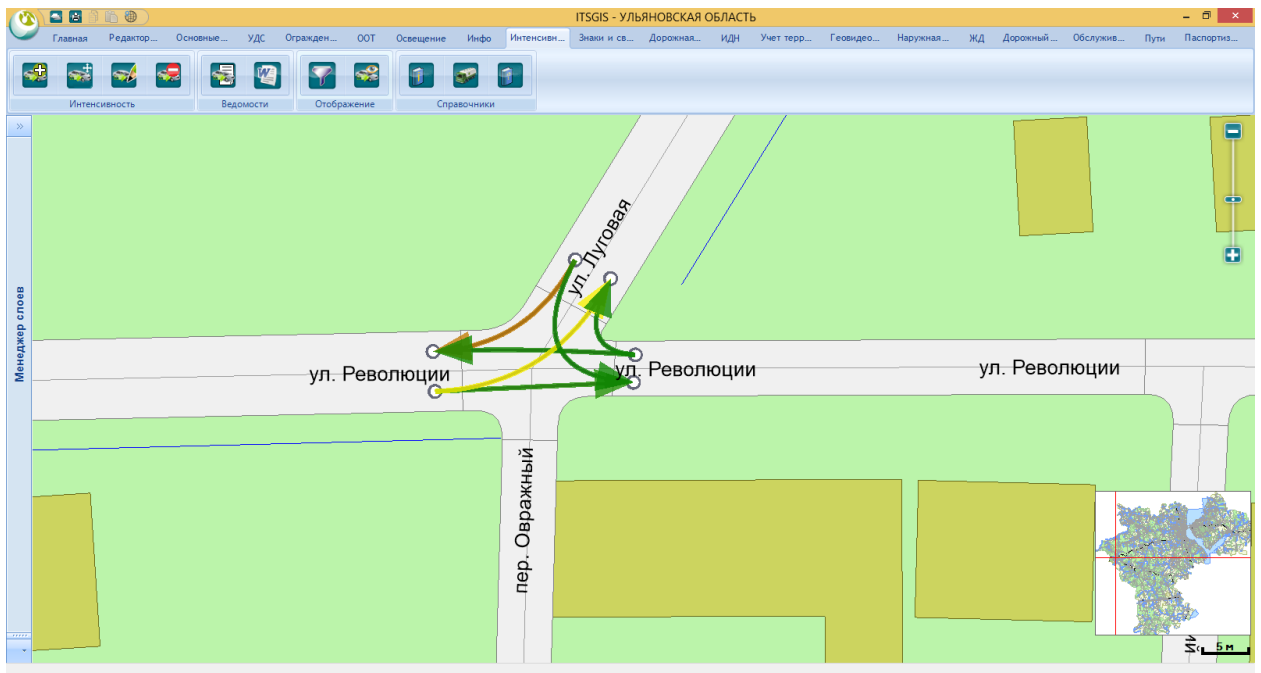 ITSGIS - УЛЬЯНОВСКАЯ ОБЛАСТЬ
Главная Редактор... Основные... УДС Огражден... ООТ Освещение Инфо Интенсивн... Знаки и св... Дорожная... ИДН Учет терр... Геовидео... Наружная... ЖД Дорожный ... Обслужив... Пути Паспортиз...
Интенсивность Ведомости Отображение Справочники
Менеджер слоев
ул. Луговая
ул. Революции
ул. Революции
ул. Революции
пер. Овражный
5 м